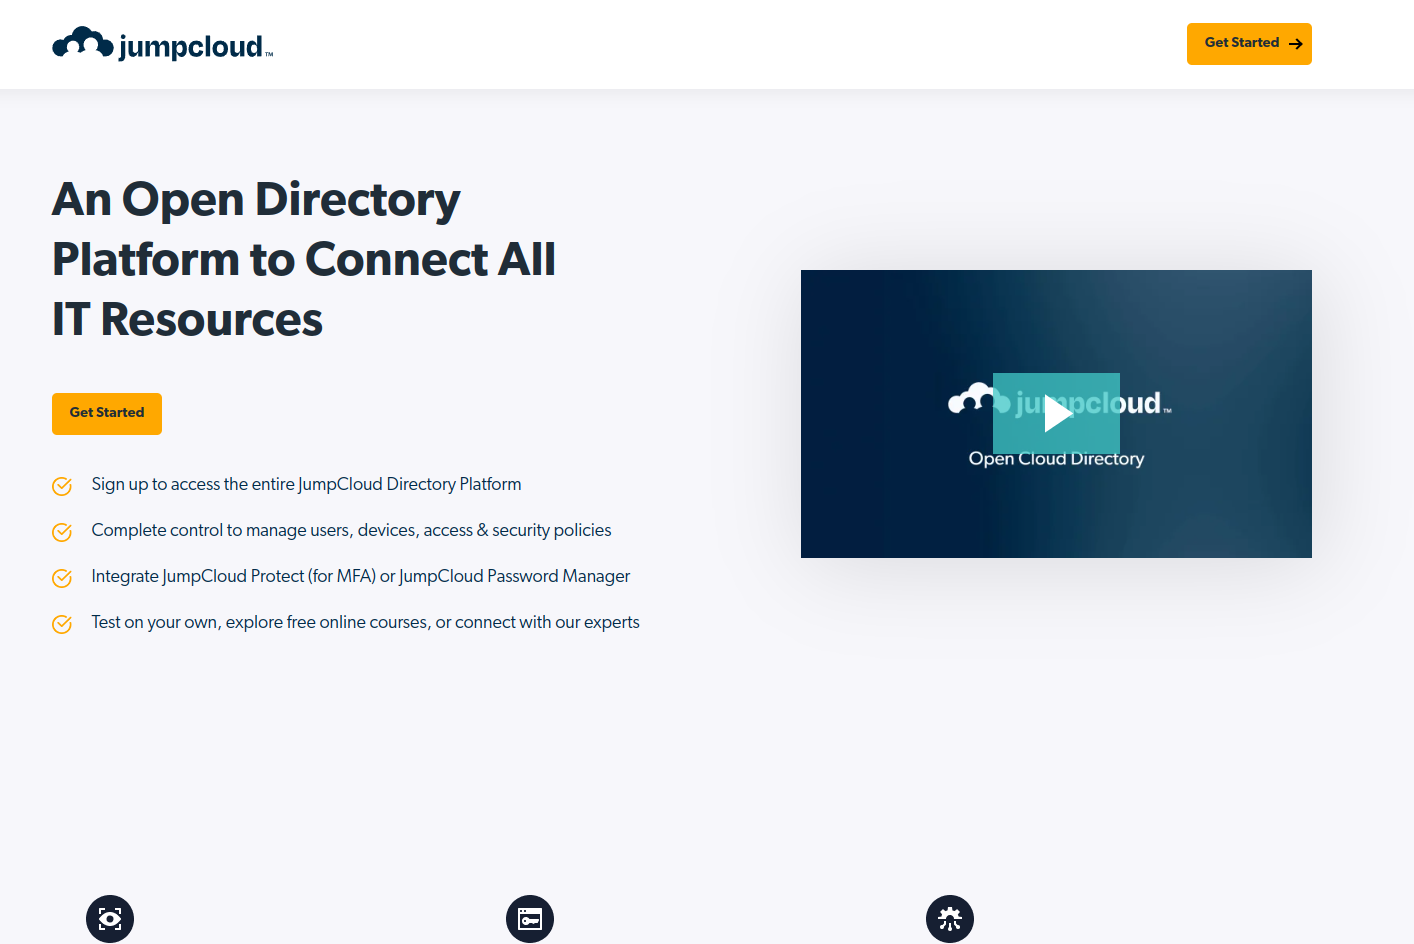 jumpcloud™
Get Started
An Open Directory
Platform to Connect All
IT Resources
Get Started
Sign up to access the entire JumpCloud Directory Platform
Complete control to manage users, devices, access & security policies
Integrate JumpCloud Protect (for MFA) or JumpCloud Password Manager
Test on your own, explore free online courses, or connect with our experts
jumpcloud™
Open Cloud Directory